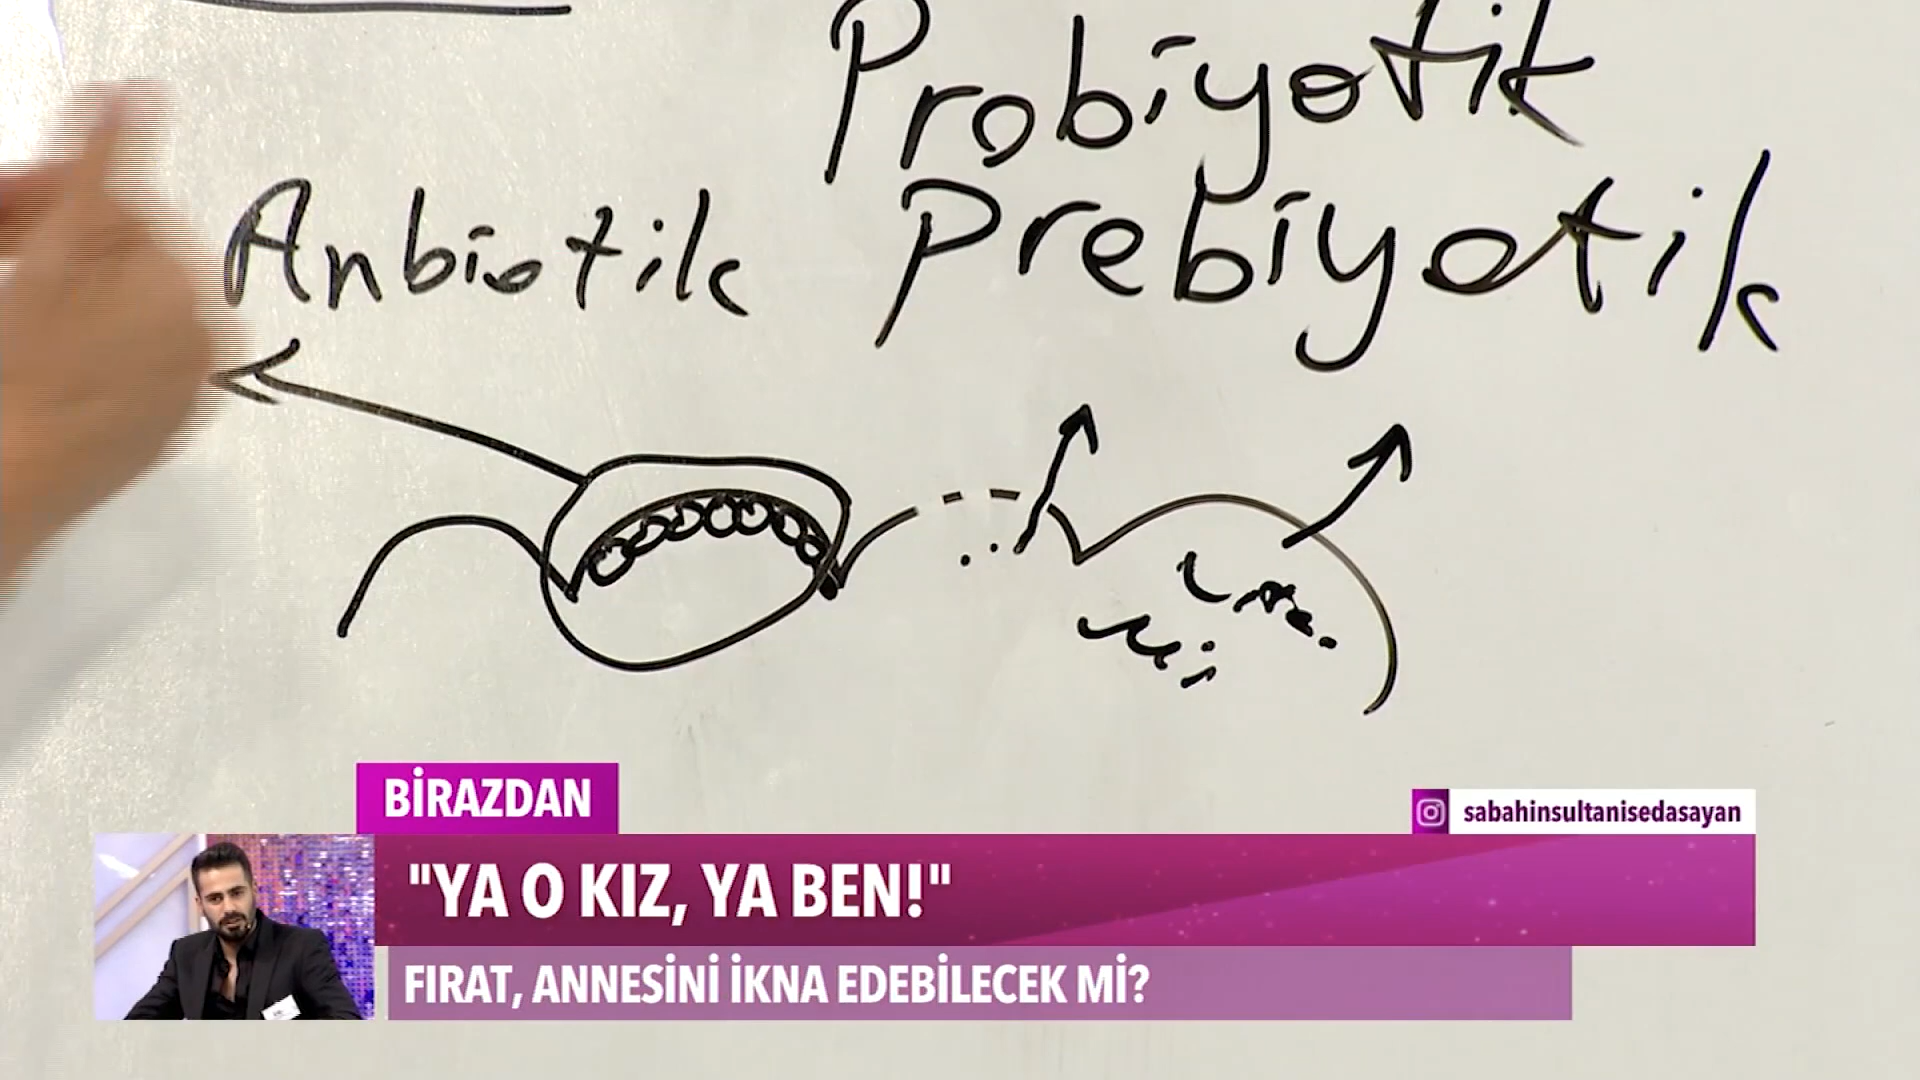 Probiyotik
Anbiotik Prebiyotik
BİRAZDAN
sabahinsultanisedasayan
"YA O KIZ, YA BEN!"
FIRAT, ANNESİNİ İKNA EDEBİLECEK Mİ?